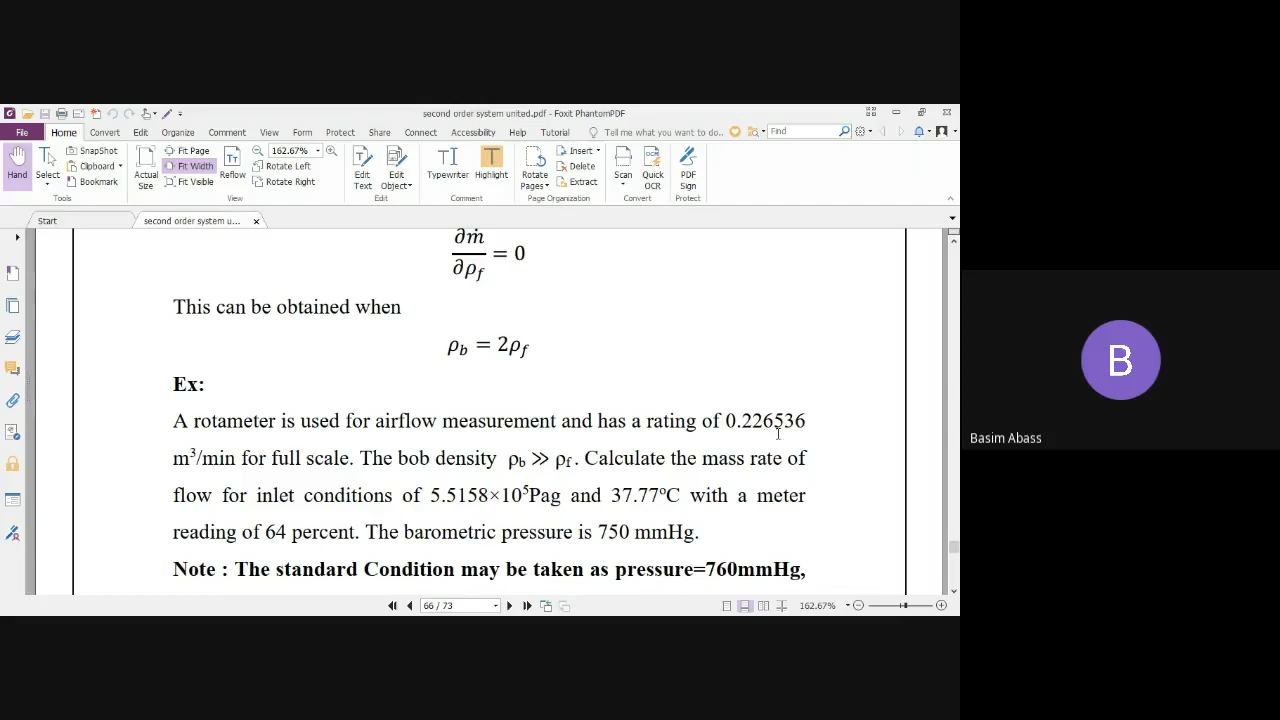 second order system united.pdf - Foxit PhantomPDF
File Home Convert Edit Organize Comment View Form Protect Share Connect Accessibility Help Tutorial Tell me what you want to do.. Find
Hand Select SnapShot Clipboard Bookmark Actual Size Fit Page Fit Width Fit Visible Reflow 162.67% Rotate Left Rotate Right Edit Text Edit Object Typewriter Highlight Rotate Pages Insert Delete Extract Scan Quick OCR PDF Sign
Tools View Edit Comment Page Organization Convert Protect
Start second order system u...
∂ṁ/∂ρf = 0
This can be obtained when
ρb = 2ρf
Ex:
A rotameter is used for airflow measurement and has a rating of 0.226536
m³/min for full scale. The bob density ρb ≫ ρf. Calculate the mass rate of
flow for inlet conditions of 5.5158×10⁵Pag and 37.77ºC with a meter
reading of 64 percent. The barometric pressure is 750 mmHg.
Note : The standard Condition may be taken as pressure=760mmHg,
66 / 73 162.67%
B
Basim Abass